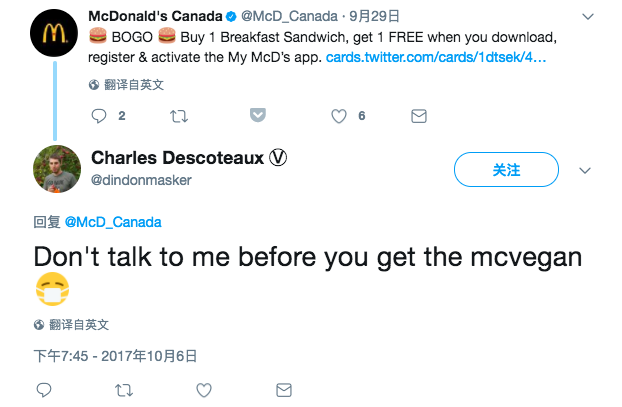 McDonald's Canada @McD_Canada · 9月29日
🍔 BOGO 🍔 Buy 1 Breakfast Sandwich, get 1 FREE when you download,
register & activate the My McD's app. cards.twitter.com/cards/1dtsek/4…
翻译自英文
2 6
Charles Descoteaux Ⓥ
@dindonmasker
关注
回复 @McD_Canada
Don't talk to me before you get the mcvegan
😷
翻译自英文
下午7:45 - 2017年10月6日